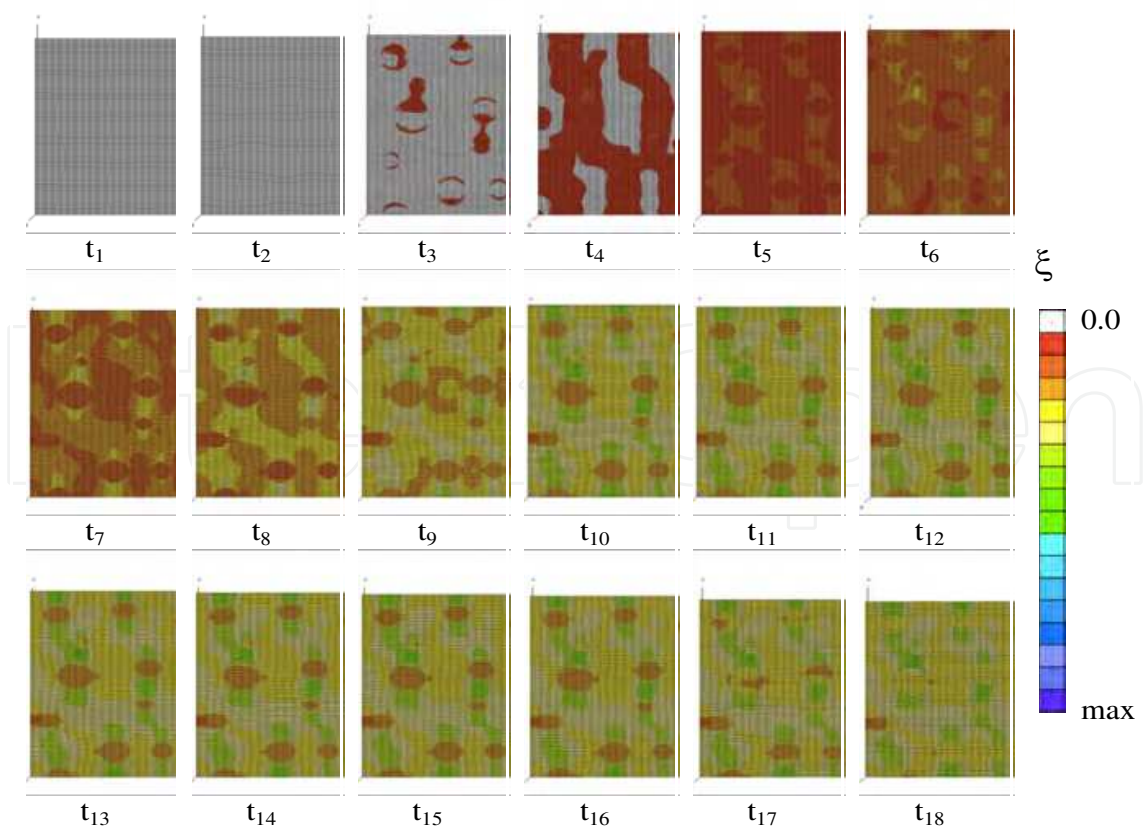 t₁ t₂ t₃ t₄ t₅ t₆
ξ
0.0
t₇ t₈ t₉ t₁₀ t₁₁ t₁₂
max
t₁₃ t₁₄ t₁₅ t₁₆ t₁₇ t₁₈